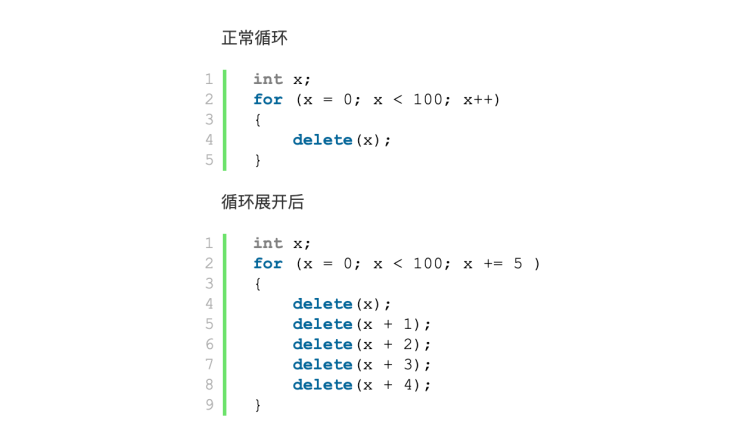 正常循环
1 int x;
2 for (x = 0; x < 100; x++)
3 {
4 delete(x);
5 }
循环展开后
1 int x;
2 for (x = 0; x < 100; x += 5 )
3 {
4 delete(x);
5 delete(x + 1);
6 delete(x + 2);
7 delete(x + 3);
8 delete(x + 4);
9 }